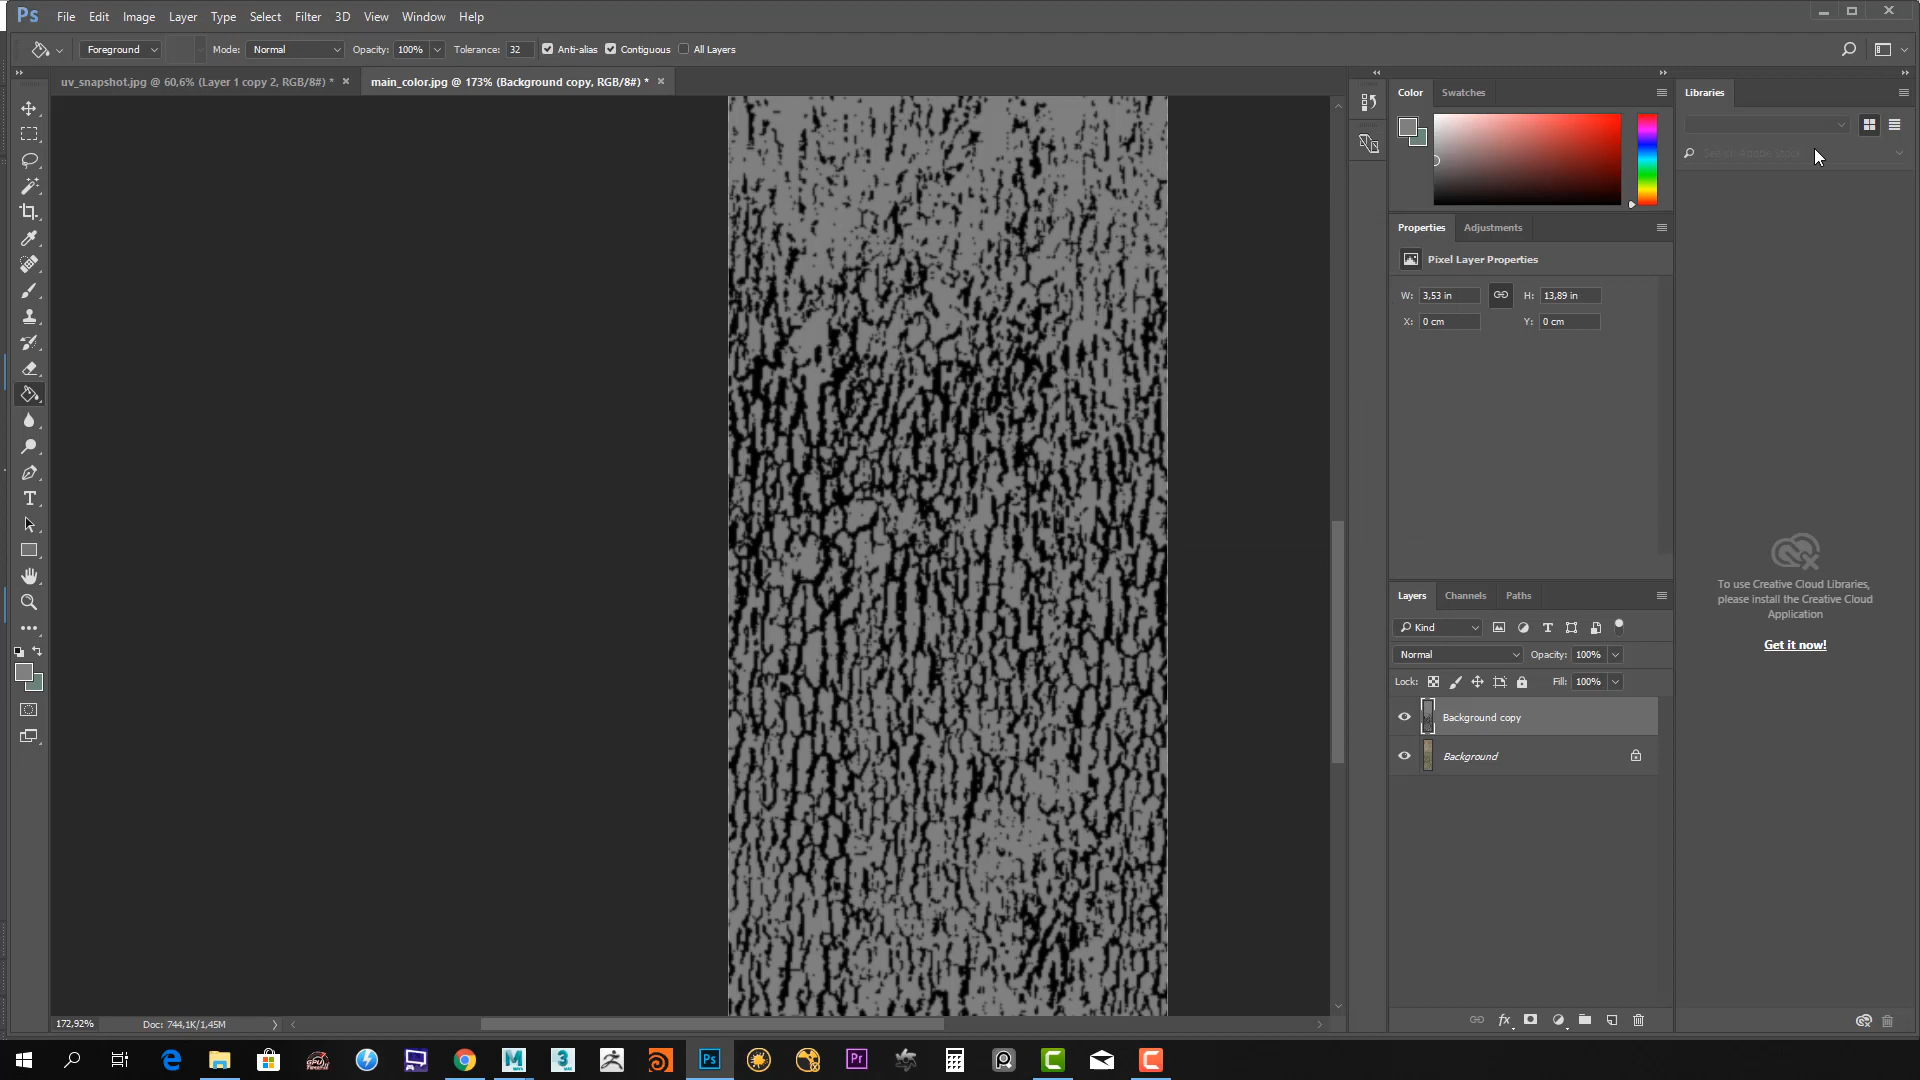 Ps File Edit Image Layer Type Select Filter 3D View Window Help
Foreground Mode: Normal Opacity: 100% Tolerance: 32 Anti-alias Contiguous All Layers
uv_snapshot.jpg @ 60,6% (Layer 1 copy 2, RGB/8#) * main_color.jpg @ 173% (Background copy, RGB/8#) *
Color Swatches
Libraries
Properties Adjustments
Pixel Layer Properties
W: 3,53 in H: 13,89 in
X: 0 cm Y: 0 cm
To use Creative Cloud Libraries,
please install the Creative Cloud
Application
Get it now!
Layers Channels Paths
Kind
Normal Opacity: 100%
Lock: Fill: 100%
Background copy
Background
172,92% Doc: 744,1K/1,45M